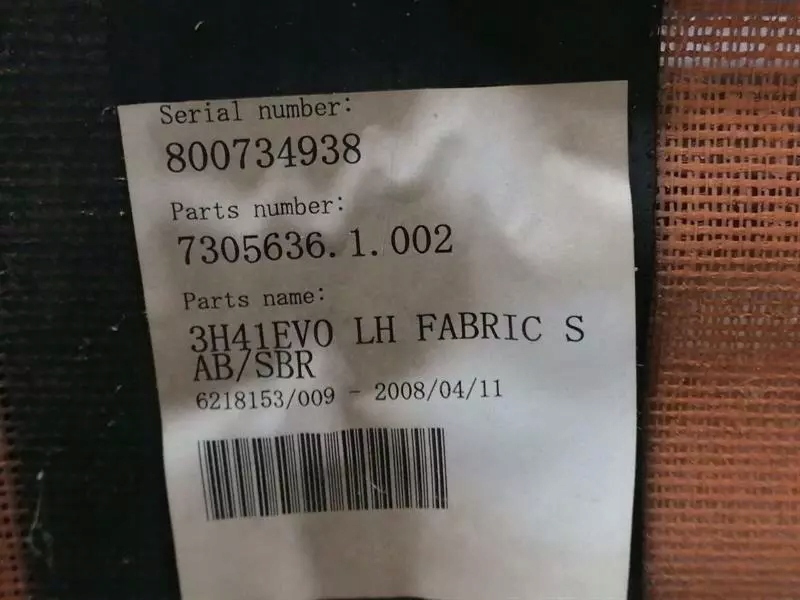 Serial number:
800734938
Parts number:
7305636.1.002
Parts name:
3H41EVO LH FABRIC S
AB/SBR
6218153/009 - 2008/04/11